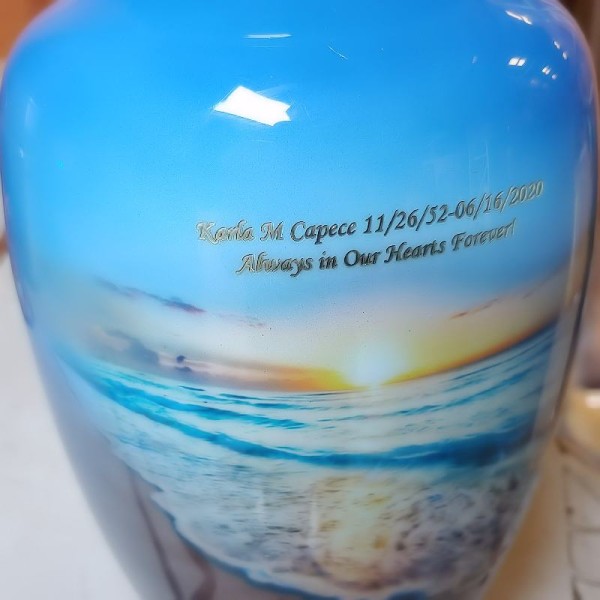 Karla M Capece 11/26/52-06/16/2020
Always in Our Hearts Forever!